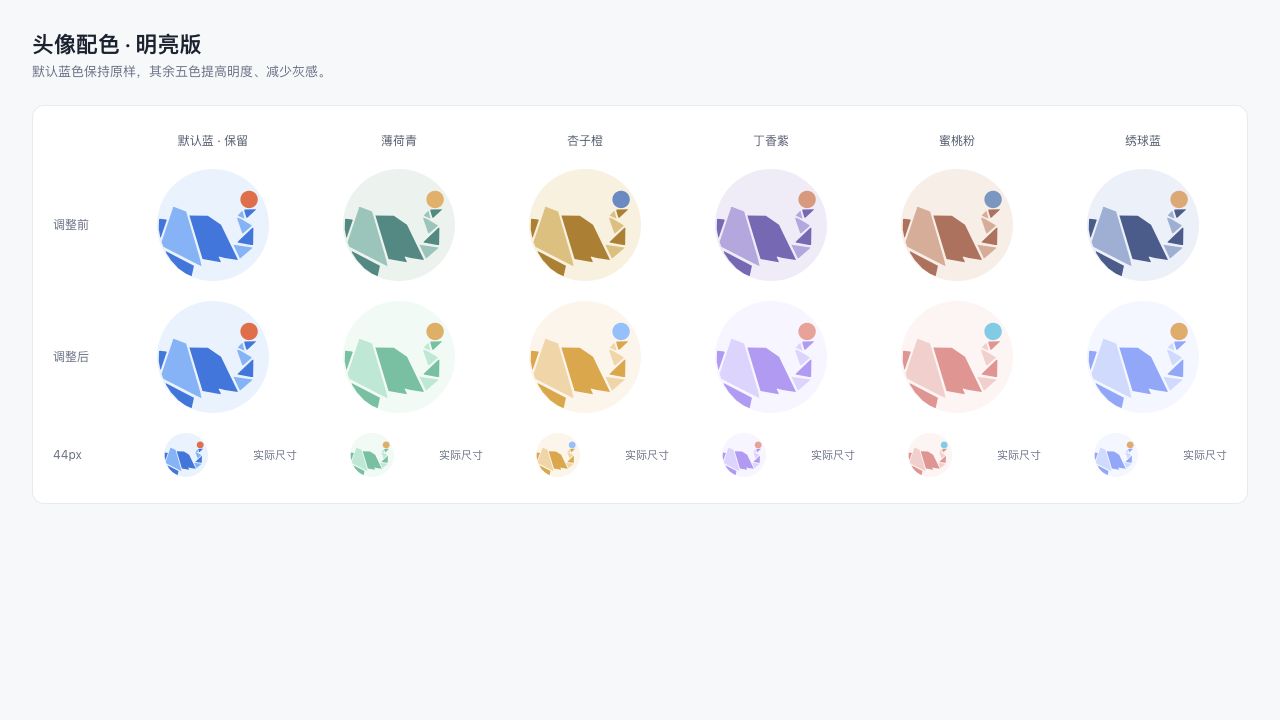 头像配色 · 明亮版
默认蓝色保持原样，其余五色提高明度、减少灰感。
默认蓝 · 保留
薄荷青
杏子橙
丁香紫
蜜桃粉
绣球蓝
调整前
调整后
44px
实际尺寸
实际尺寸
实际尺寸
实际尺寸
实际尺寸
实际尺寸